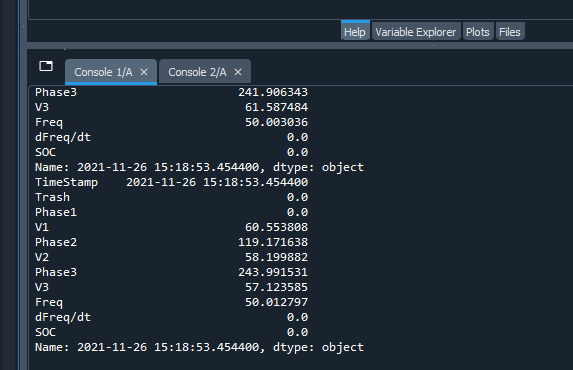 Help Variable Explorer Plots Files
Console 1/A × Console 2/A ×
Phase3 241.906343
V3 61.587484
Freq 50.003036
dFreq/dt 0.0
SOC 0.0
Name: 2021-11-26 15:18:53.454400, dtype: object
TimeStamp 2021-11-26 15:18:53.454400
Trash 0.0
Phase1 0.0
V1 60.553808
Phase2 119.171638
V2 58.199882
Phase3 243.991531
V3 57.123585
Freq 50.012797
dFreq/dt 0.0
SOC 0.0
Name: 2021-11-26 15:18:53.454400, dtype: object